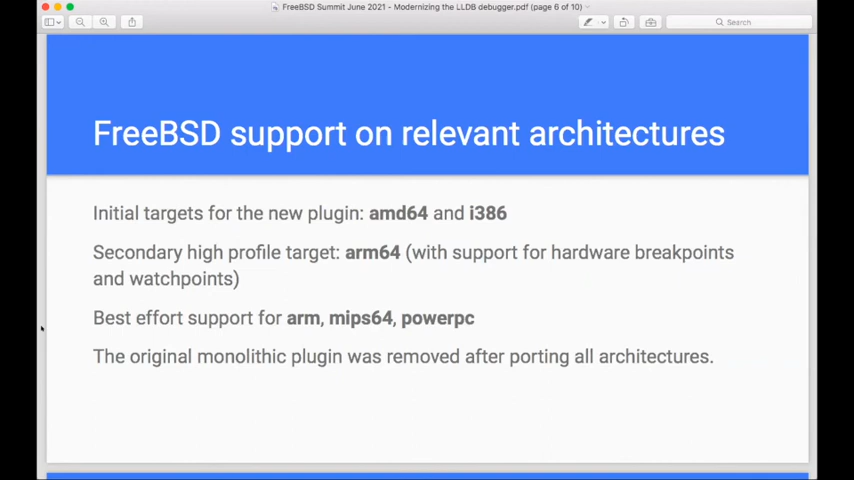 FreeBSD Summit June 2021 - Modernizing the LLDB debugger.pdf (page 6 of 10)
Search
FreeBSD support on relevant architectures
Initial targets for the new plugin: amd64 and i386
Secondary high profile target: arm64 (with support for hardware breakpoints
and watchpoints)
Best effort support for arm, mips64, powerpc
The original monolithic plugin was removed after porting all architectures.